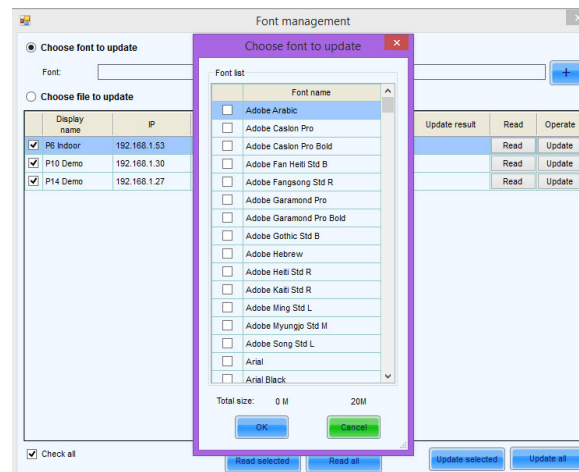 Font management
Choose font to update
Font:
+
Choose file to update
Display name
IP
Update result
Read
Operate
P6 Indoor
192.168.1.53
Read
Update
P10 Demo
192.168.1.30
Read
Update
P14 Demo
192.168.1.27
Read
Update
Choose font to update
Font list
Font name
Adobe Arabic
Adobe Caslon Pro
Adobe Caslon Pro Bold
Adobe Fan Heiti Std B
Adobe Fangsong Std R
Adobe Garamond Pro
Adobe Garamond Pro Bold
Adobe Gothic Std B
Adobe Hebrew
Adobe Heiti Std R
Adobe Kaiti Std R
Adobe Ming Std L
Adobe Myungjo Std M
Adobe Song Std L
Arial
Arial Black
Total size: 0 M 20M
OK
Cancel
Check all
Read selected
Read all
Update selected
Update all